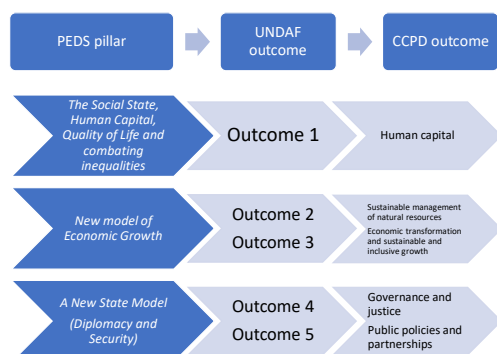 PEDS pillar
UNDAF
outcome
CCPD outcome
The Social State,
Human Capital,
Quality of Life and
combating
inequalities
Outcome 1
Human capital
New model of
Economic Growth
Outcome 2
Outcome 3
Sustainable management
of natural resources
Economic transformation
and sustainable and
inclusive growth
A New State Model
(Diplomacy and
Security)
Outcome 4
Outcome 5
Governance and
justice
Public policies and
partnerships